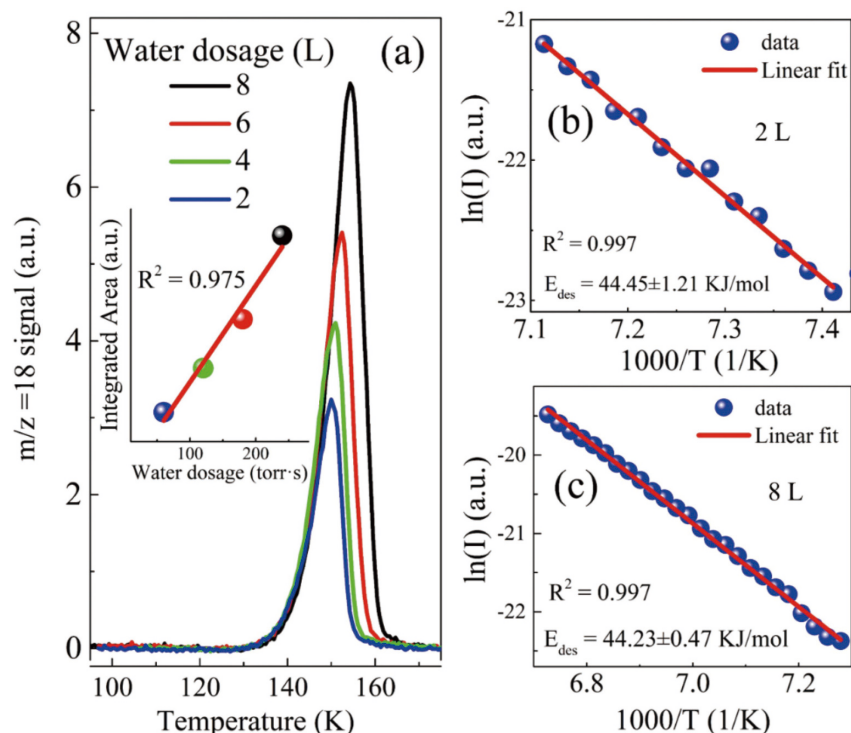 Water dosage (L)
(a)
8
6
4
2
8
6
4
2
0
m/z =18 signal (a.u.)
100
120
140
160
Temperature (K)
R² = 0.975
Integrated Area (a.u.)
100
200
Water dosage (torr·s)
-21
-22
-23
ln(I) (a.u.)
data
Linear fit
(b)
2 L
R² = 0.997
E_des = 44.45±1.21 KJ/mol
7.1
7.2
7.3
7.4
1000/T (1/K)
-20
-21
-22
ln(I) (a.u.)
data
Linear fit
(c)
8 L
R² = 0.997
E_des = 44.23±0.47 KJ/mol
6.8
7.0
7.2
1000/T (1/K)